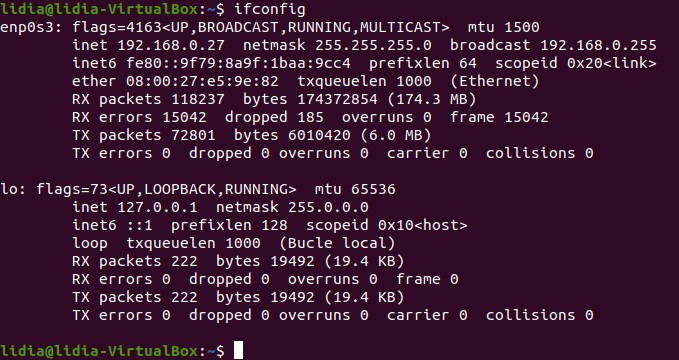 lidia@lidia-VirtualBox:~$ ifconfig
enp0s3: flags=4163<UP,BROADCAST,RUNNING,MULTICAST>  mtu 1500
        inet 192.168.0.27  netmask 255.255.255.0  broadcast 192.168.0.255
        inet6 fe80::9f79:8a9f:1baa:9cc4  prefixlen 64  scopeid 0x20<link>
        ether 08:00:27:e5:9e:82  txqueuelen 1000  (Ethernet)
        RX packets 118237  bytes 174372854 (174.3 MB)
        RX errors 15042  dropped 185  overruns 0  frame 15042
        TX packets 72801  bytes 6010420 (6.0 MB)
        TX errors 0  dropped 0 overruns 0  carrier 0  collisions 0

lo: flags=73<UP,LOOPBACK,RUNNING>  mtu 65536
        inet 127.0.0.1  netmask 255.0.0.0
        inet6 ::1  prefixlen 128  scopeid 0x10<host>
        loop  txqueuelen 1000  (Bucle local)
        RX packets 222  bytes 19492 (19.4 KB)
        RX errors 0  dropped 0  overruns 0  frame 0
        TX packets 222  bytes 19492 (19.4 KB)
        TX errors 0  dropped 0 overruns 0  carrier 0  collisions 0

lidia@lidia-VirtualBox:~$